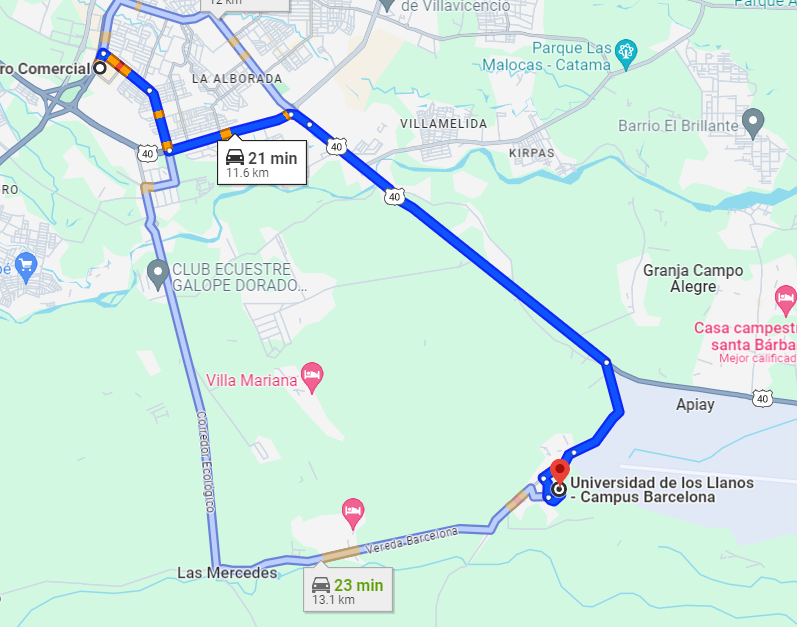 12 km
de Villavicencio
Parque Las
Malocas - Catama
ro Comercial
LA ALBORADA
VILLAMELIDA
Barrio El Brillante
KIRPAS
40
40
40
21 min
11.6 km
RO
CLUB ECUESTRE
GALOPE DORADO...
Granja Campo
Alegre
Casa campest
santa Bárba
Mejor calificad
Villa Mariana
40
Apiay
Corredor Ecológico
Universidad de los Llanos
- Campus Barcelona
Vereda Barcelona
Las Mercedes
23 min
13.1 km